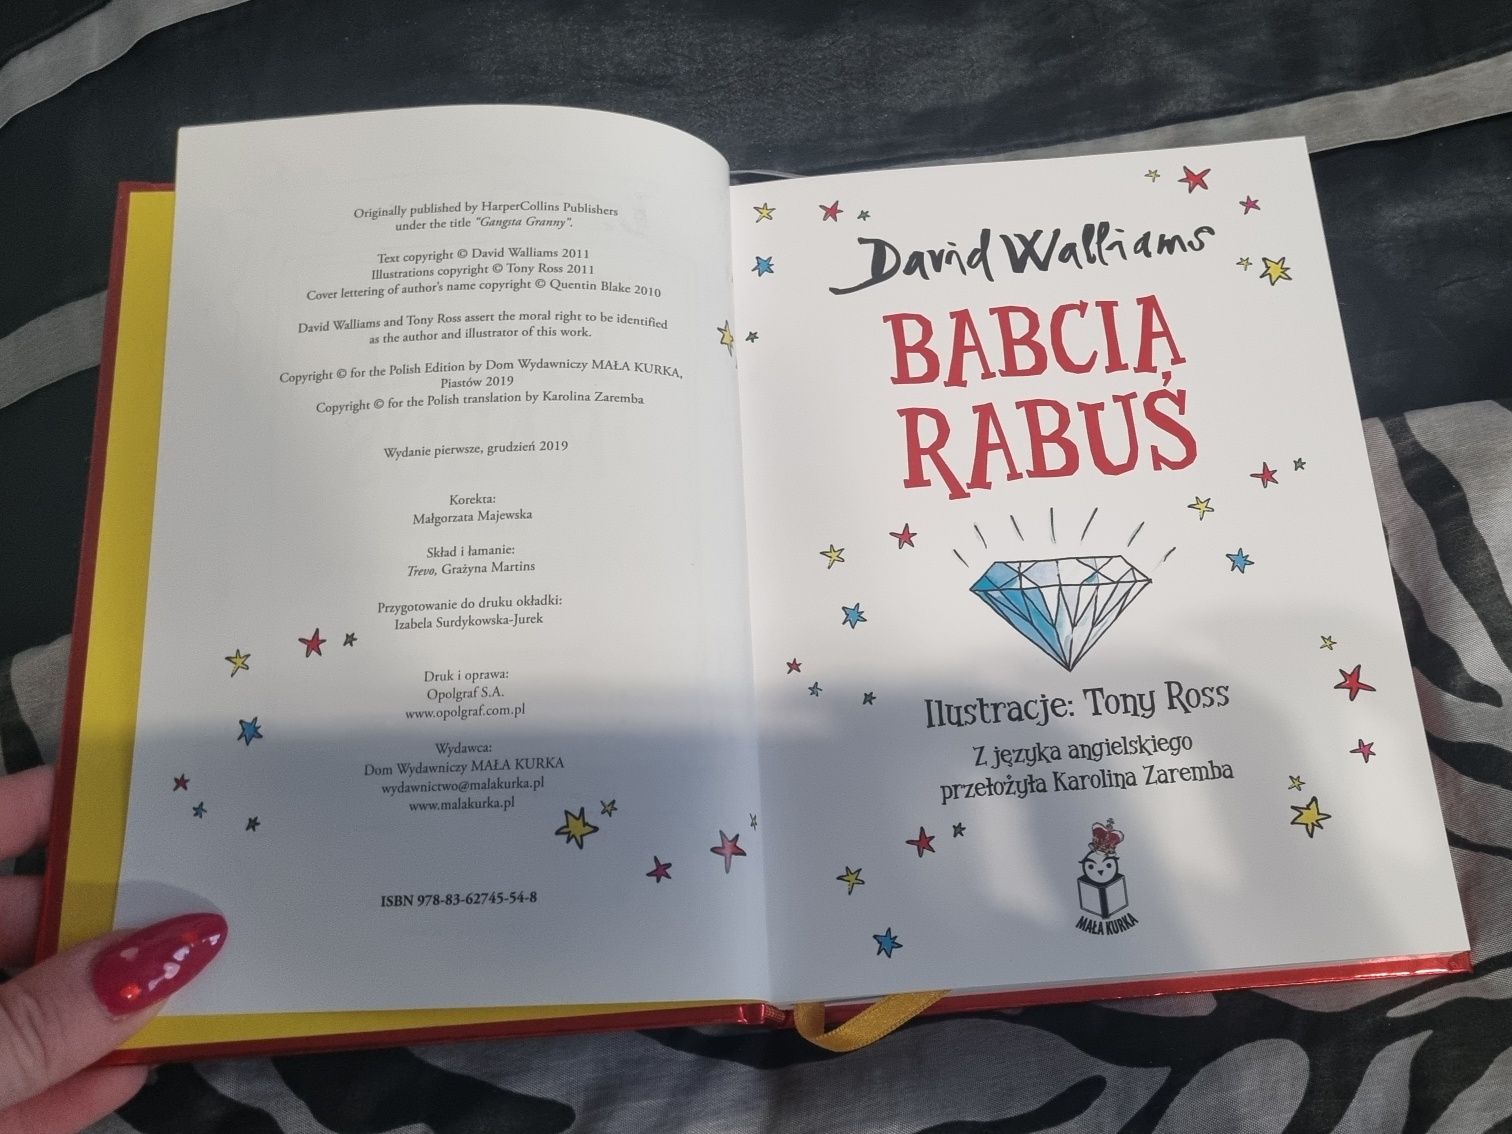 Originally published by HarperCollins Publishers
under the title "Gangsta Granny".
Text copyright © David Walliams 2011
Illustrations copyright © Tony Ross 2011
Cover lettering of author's name copyright © Quentin Blake 2010
David Walliams and Tony Ross assert the moral right to be identified
as the author and illustrator of this work.
Copyright © for the Polish Edition by Dom Wydawniczy MAŁA KURKA,
Piastów 2019
Copyright © for the Polish translation by Karolina Zaremba
Wydanie pierwsze, grudzień 2019
Korekta:
Małgorzata Majewska
Skład i łamanie:
Trevo, Grażyna Martins
Przygotowanie do druku okładki:
Izabela Surdykowska-Jurek
Druk i oprawa:
Opolgraf S.A.
www.opolgraf.com.pl
Wydawca:
Dom Wydawniczy MAŁA KURKA
wydawnictwo@malakurka.pl
www.malakurka.pl
ISBN 978-83-62745-54-8
David Walliams
BABCIA
RABUŚ
Ilustracje: Tony Ross
Z języka angielskiego
przełożyła Karolina Zaremba
MAŁA KURKA